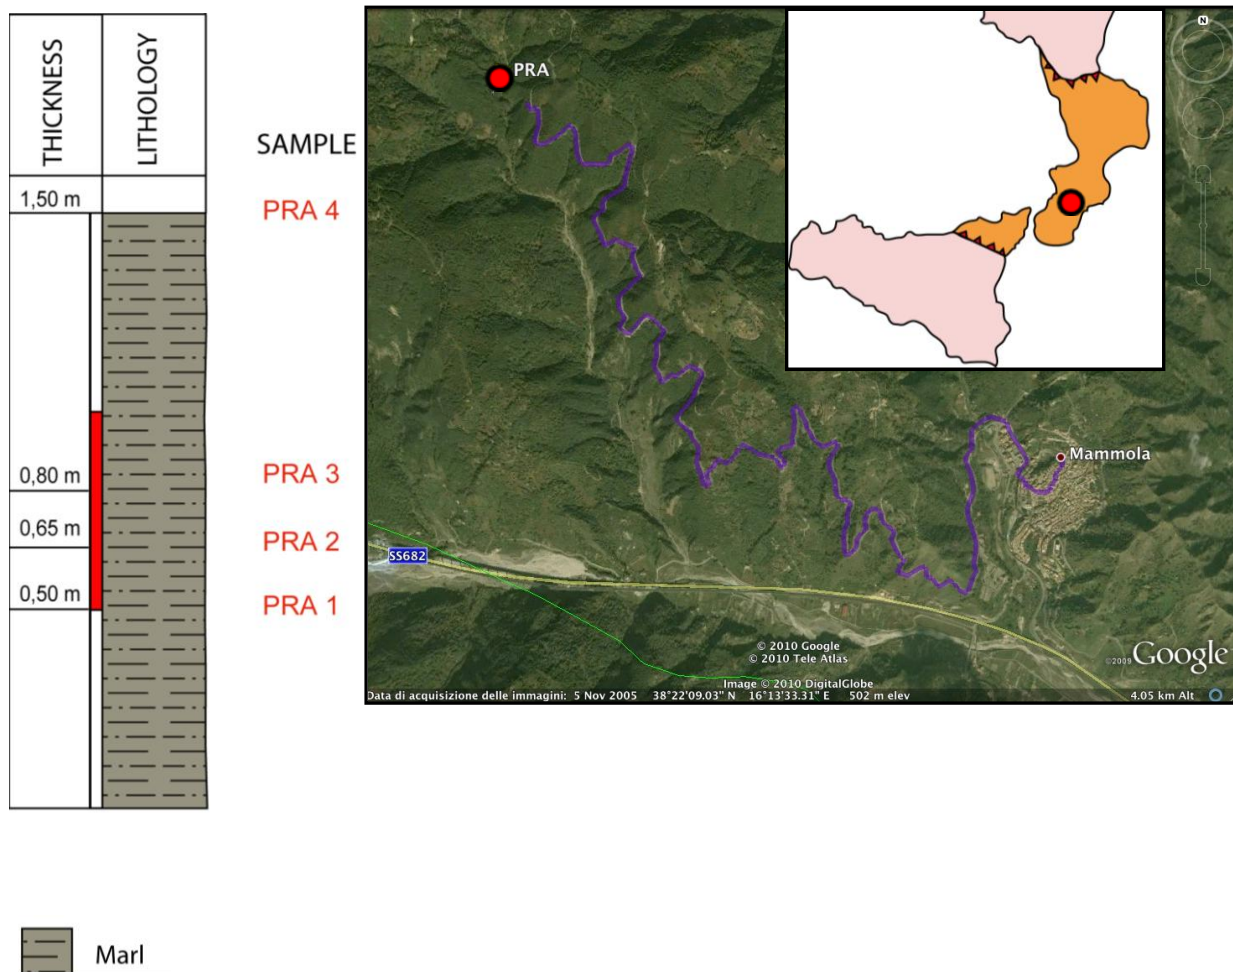 THICKNESS
LITHOLOGY
SAMPLE
1,50 m
PRA 4
0,80 m
PRA 3
0,65 m
PRA 2
0,50 m
PRA 1
Marl
PRA
N
Mammola
SS682
© 2010 Google
© 2010 Tele Atlas
Image © 2010 DigitalGlobe
©2009 Google
Data di acquisizione delle immagini: 5 Nov 2005 38°22'09.03" N 16°13'33.31" E 502 m elev
4.05 km Alt